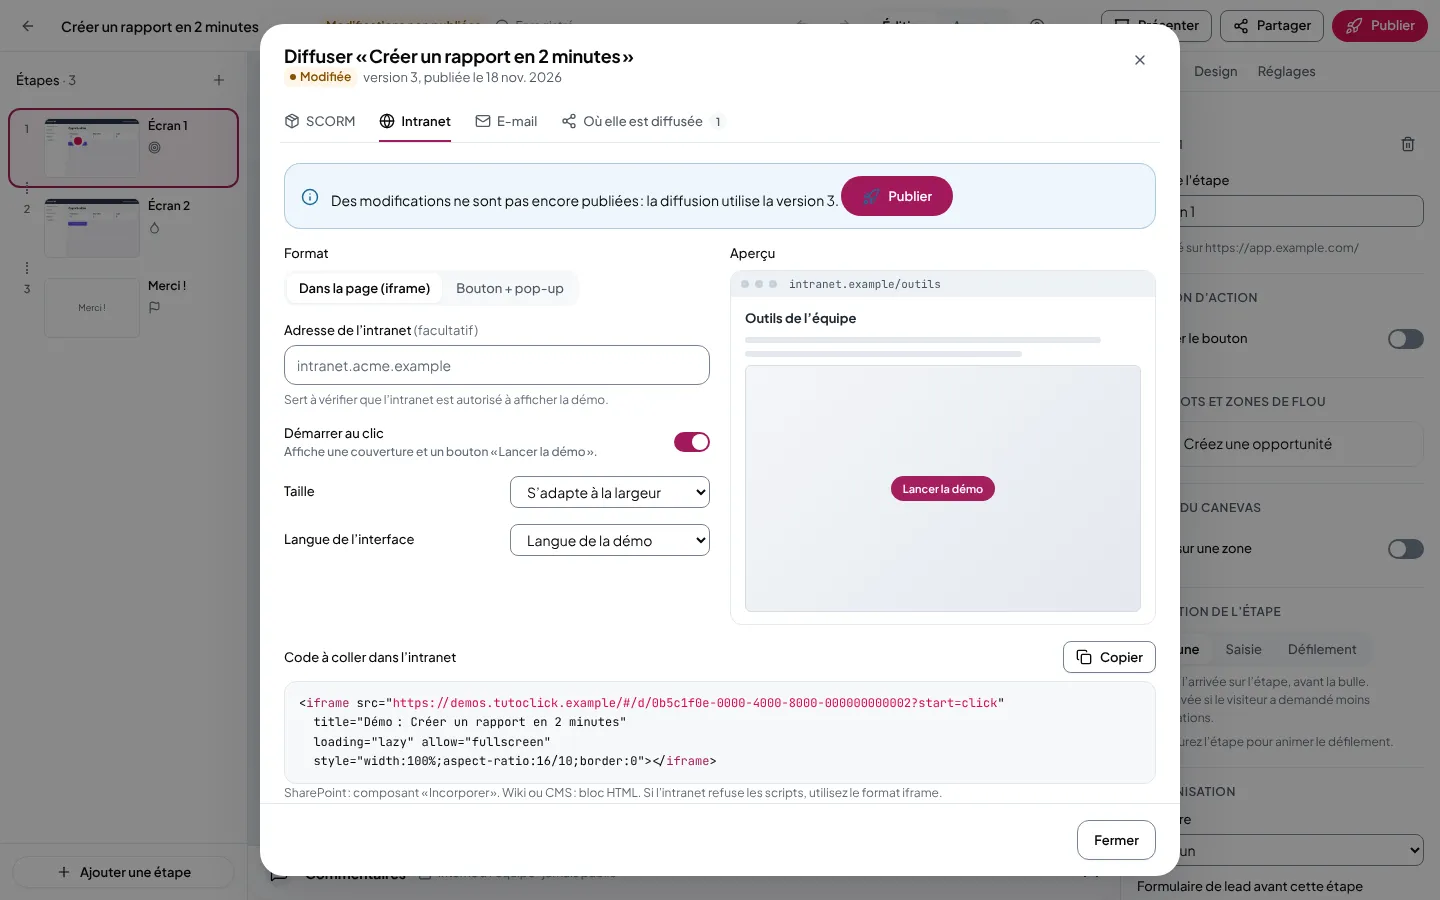 Créer un rapport en 2 minutes
Présenter
Partager
Publier
Étapes · 3
1
Écran 1
2
Écran 2
3
Merci !
Merci !
Ajouter une étape
Diffuser « Créer un rapport en 2 minutes »
Modifiée version 3, publiée le 18 nov. 2026
SCORM
Intranet
E-mail
Où elle est diffusée 1
Des modifications ne sont pas encore publiées : la diffusion utilise la version 3. Publier
Format
Dans la page (iframe)
Bouton + pop-up
Adresse de l’intranet (facultatif)
intranet.acme.example
Sert à vérifier que l’intranet est autorisé à afficher la démo.
Démarrer au clic
Affiche une couverture et un bouton « Lancer la démo ».
Taille
S’adapte à la largeur
Langue de l’interface
Langue de la démo
Aperçu
intranet.example/outils
Outils de l’équipe
Lancer la démo
Code à coller dans l’intranet
Copier
<iframe src="https://demos.tutoclick.example/#/d/0b5c1f0e-0000-4000-8000-000000000002?start=click"
title="Démo : Créer un rapport en 2 minutes"
loading="lazy" allow="fullscreen"
style="width:100%;aspect-ratio:16/10;border:0"></iframe>
SharePoint : composant « Incorporer ». Wiki ou CMS : bloc HTML. Si l’intranet refuse les scripts, utilisez le format iframe.
Fermer
Design
Réglages
l’étape
sur https://app.example.com/
D’ACTION
le bouton
ET ZONES DE FLOU
Créez une opportunité
DU CANEVAS
sur une zone
DE L’ÉTAPE
Saisie
Défilement
l’arrivée sur l’étape, avant la bulle.
si le visiteur a demandé moins
l’étape pour animer le défilement.
Formulaire de lead avant cette étape